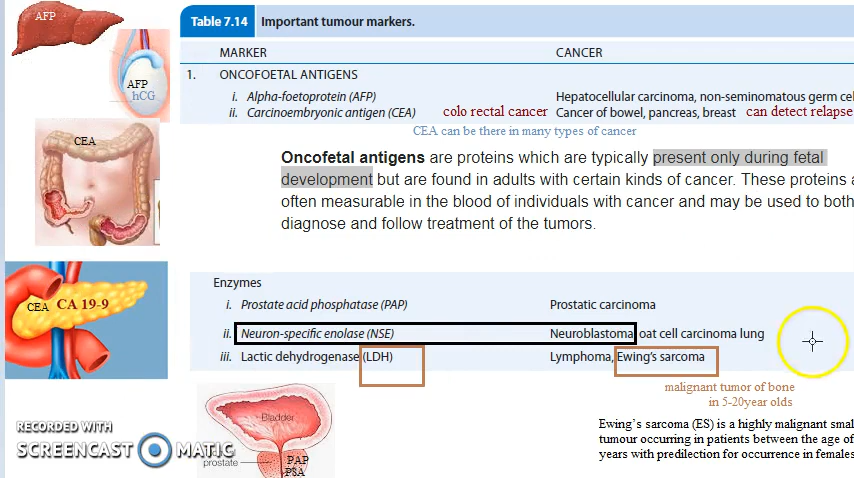 AFP
Table 7.14 Important tumour markers.
MARKER CANCER
1. ONCOFOETAL ANTIGENS
AFP
hCG
i. Alpha-foetoprotein (AFP) Hepatocellular carcinoma, non-seminomatous germ cel
ii. Carcinoembryonic antigen (CEA) colo rectal cancer Cancer of bowel, pancreas, breast can detect relapse
CEA can be there in many types of cancer
CEA
Oncofetal antigens are proteins which are typically present only during fetal
development but are found in adults with certain kinds of cancer. These proteins a
often measurable in the blood of individuals with cancer and may be used to both
diagnose and follow treatment of the tumors.
Enzymes
CEA CA 19-9
i. Prostate acid phosphatase (PAP) Prostatic carcinoma
ii. Neuron-specific enolase (NSE) Neuroblastoma, oat cell carcinoma lung
iii. Lactic dehydrogenase (LDH) Lymphoma, Ewing's sarcoma
malignant tumor of bone
in 5-20year olds
Bladder
Ewing's sarcoma (ES) is a highly malignant smal
tumour occurring in patients between the age of
years with predilection for occurrence in females
prostate
PAP
PSA
RECORDED WITH
SCREENCAST MATIC